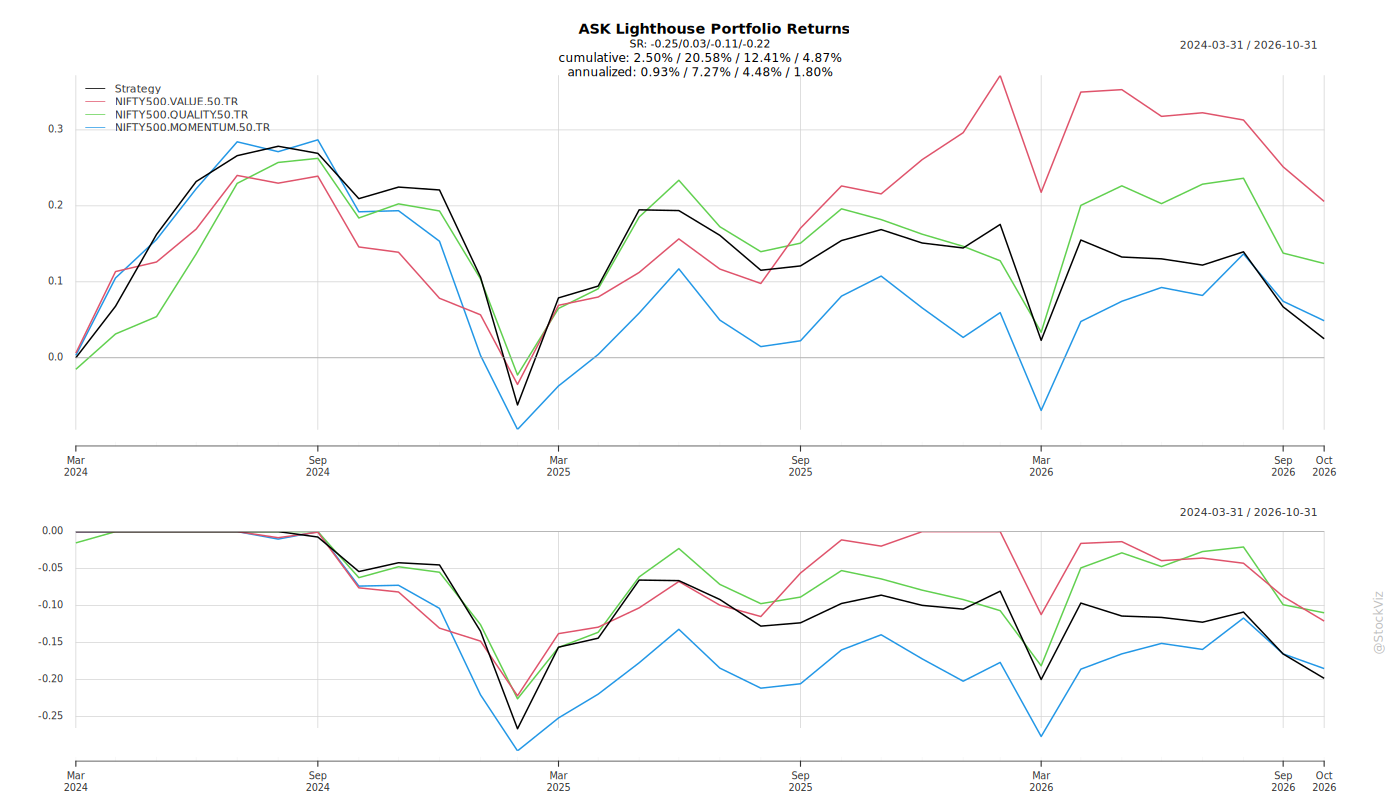 ASK Lighthouse Portfolio Returns
SR: -0.25/0.03/-0.11/-0.22
cumulative: 2.50% / 20.58% / 12.41% / 4.87%
annualized: 0.93% / 7.27% / 4.48% / 1.80%
2024-03-31 / 2026-10-31
Strategy
NIFTY500.VALUE.50.TR
NIFTY500.QUALITY.50.TR
NIFTY500.MOMENTUM.50.TR
0.3
0.2
0.1
0.0
Mar Sep Mar Sep Mar Sep Oct
2024 2024 2025 2025 2026 2026 2026
2024-03-31 / 2026-10-31
0.00
-0.05
-0.10
-0.15
-0.20
-0.25
Mar Sep Mar Sep Mar Sep Oct
2024 2024 2025 2025 2026 2026 2026
@StockViz